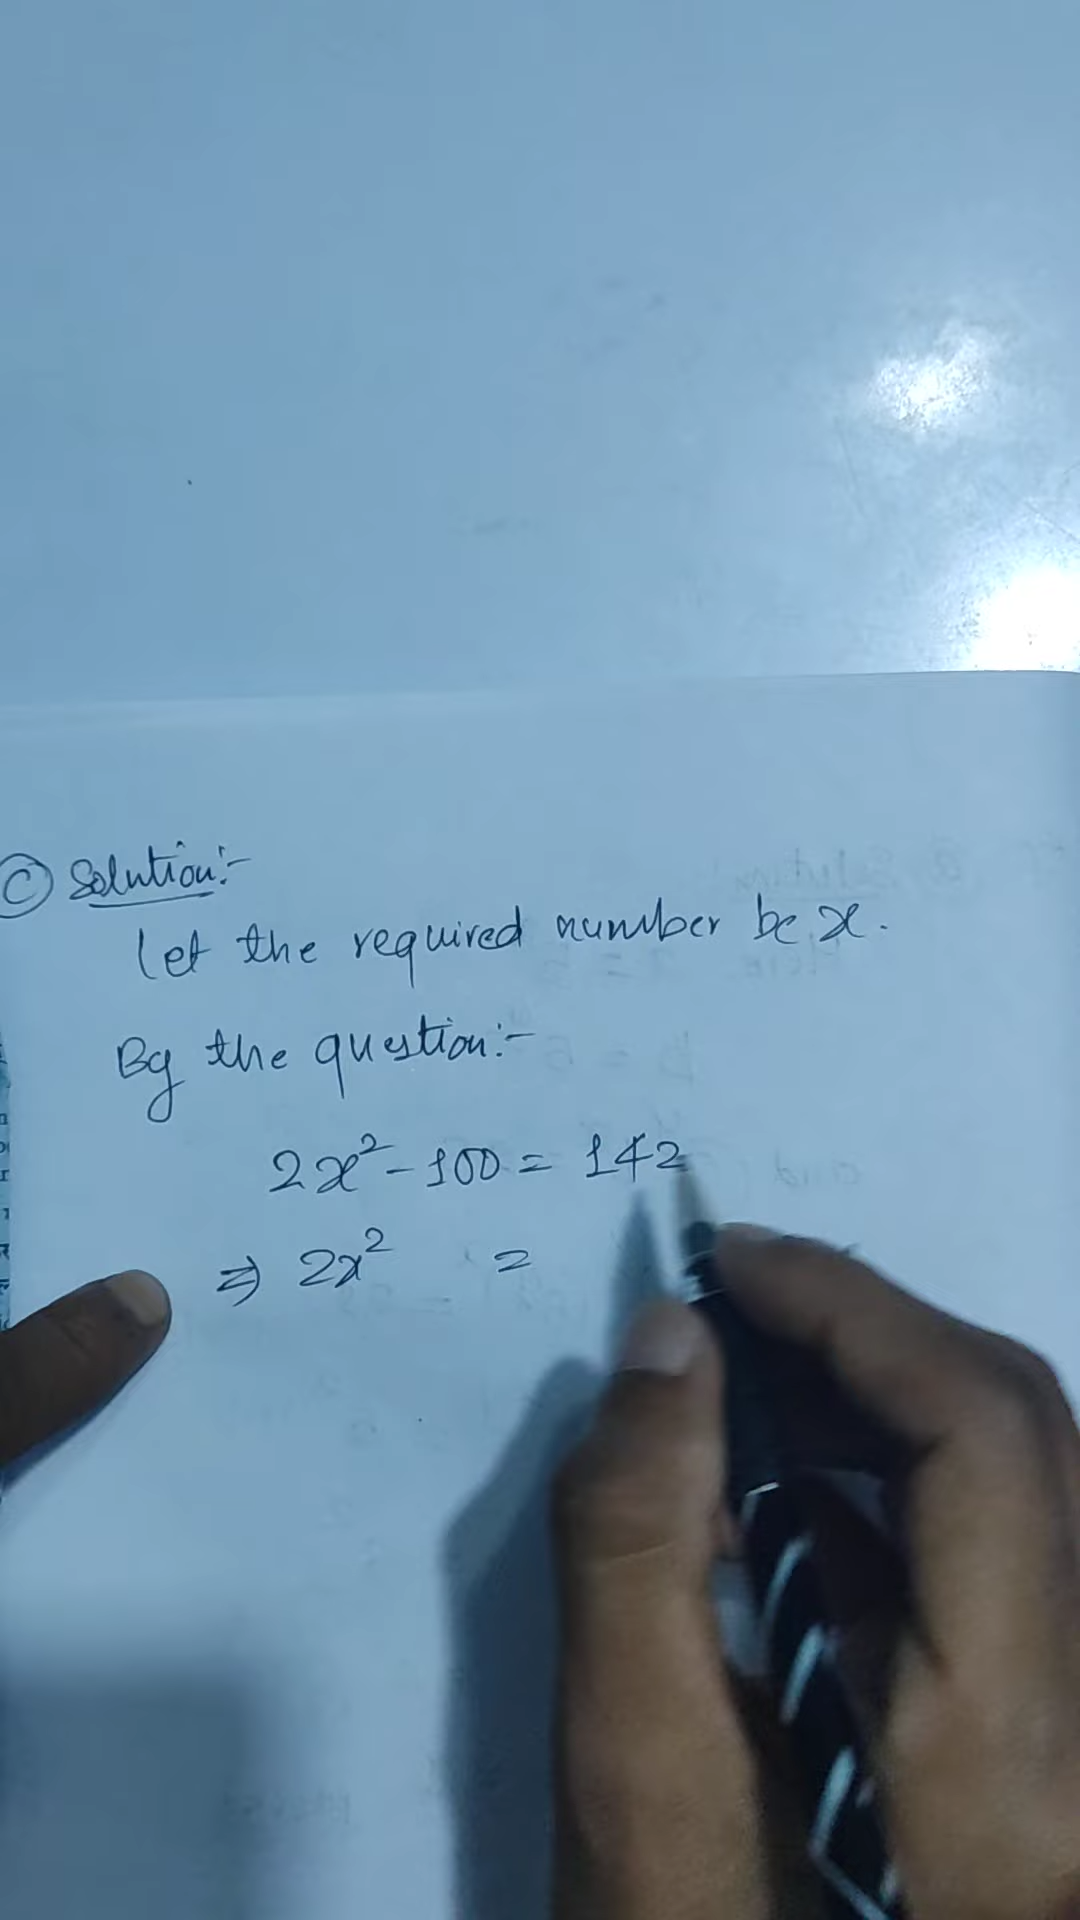 C Solution:-
Let the required number be x.
By the question:-
2x² - 100 = 142
⇒ 2x² =